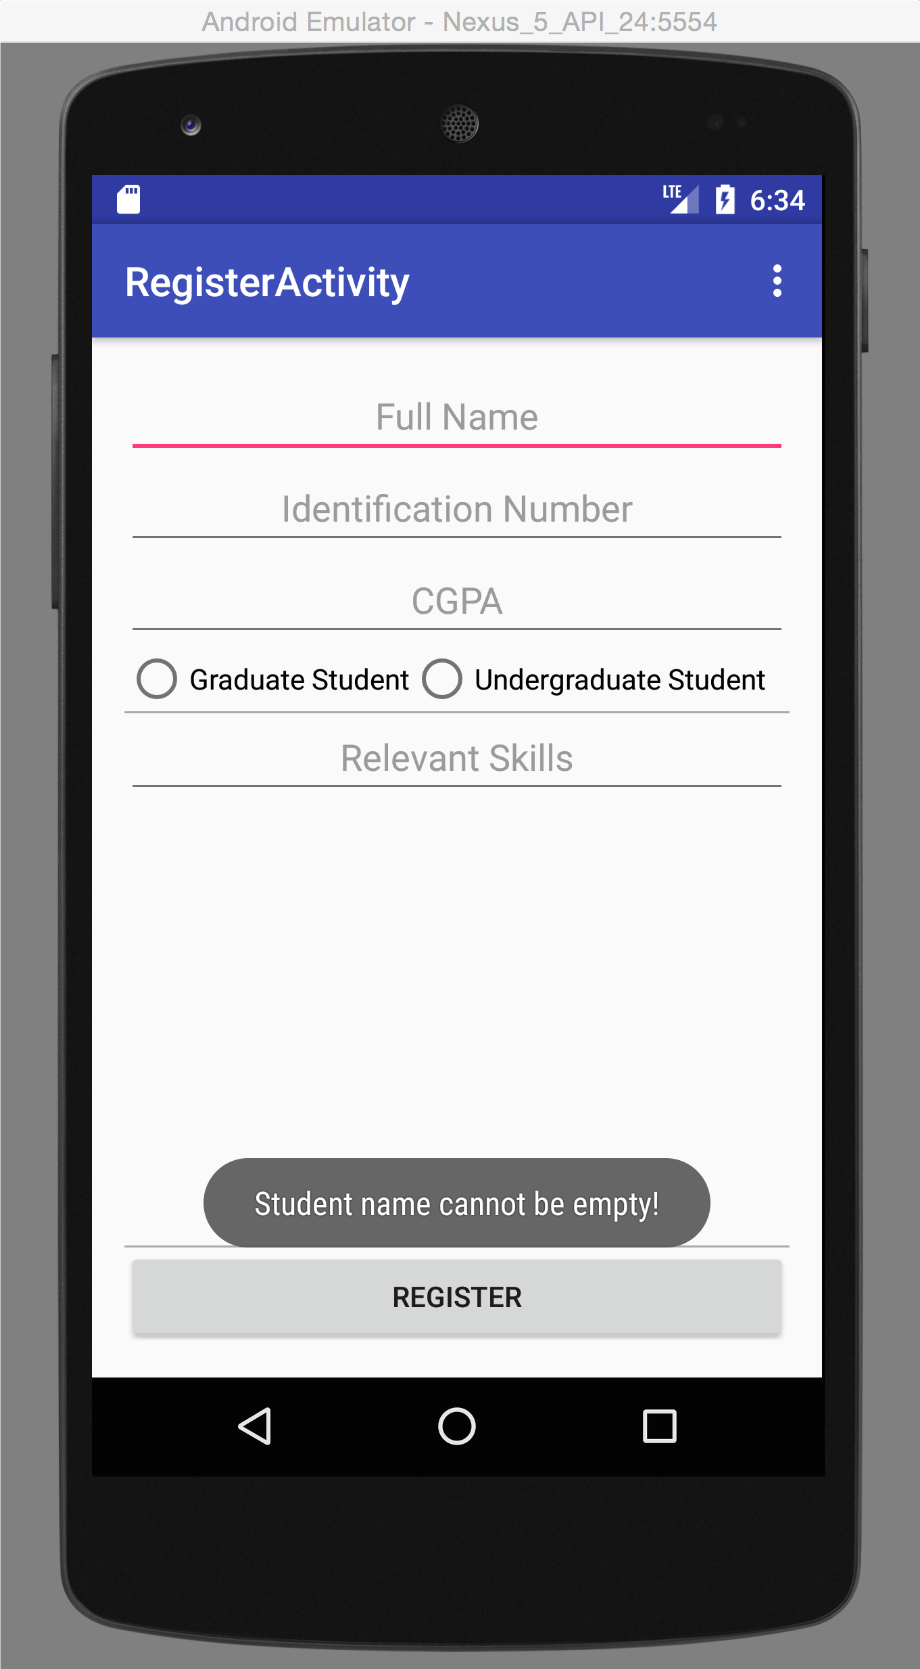 Android Emulator - Nexus_5_API_24:5554
LTE 6:34
RegisterActivity
Full Name
Identification Number
CGPA
Graduate Student Undergraduate Student
Relevant Skills
Student name cannot be empty!
REGISTER